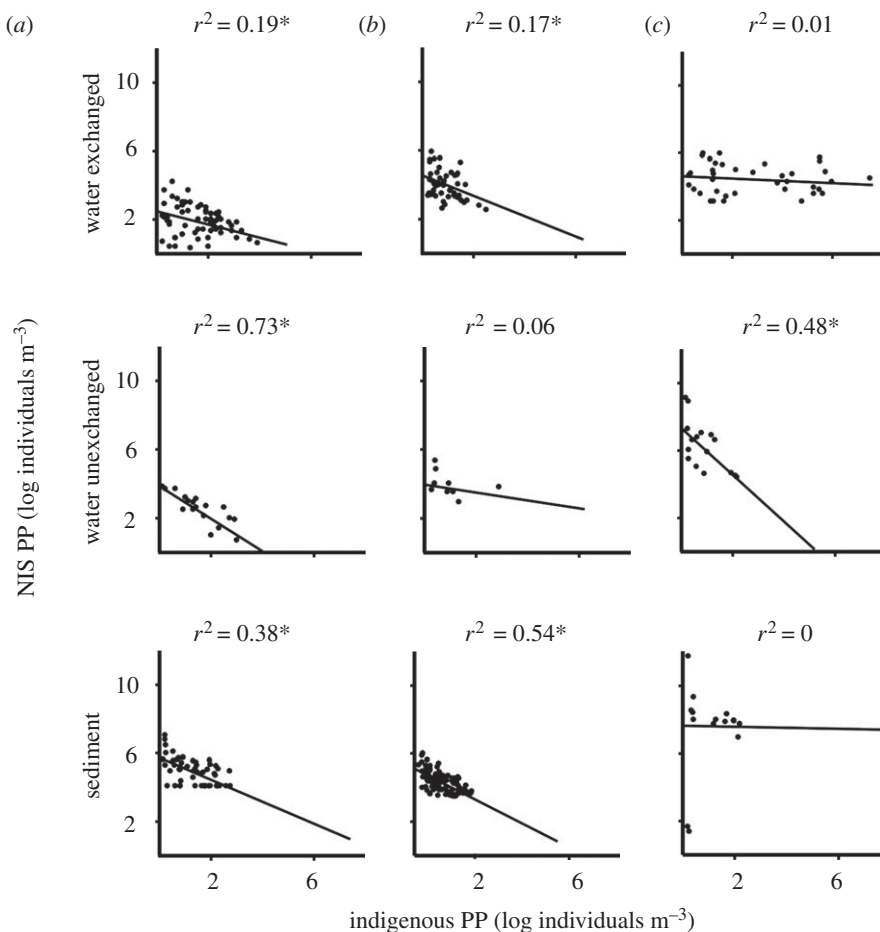 (a) r² = 0.19* (b) r² = 0.17* (c) r² = 0.01
water exchanged
10
6
2
r² = 0.73* r² = 0.06 r² = 0.48*
water unexchanged
10
6
2
r² = 0.38* r² = 0.54* r² = 0
sediment
10
6
2
2 6 2 6 2 6
NIS PP (log individuals m⁻³)
indigenous PP (log individuals m⁻³)